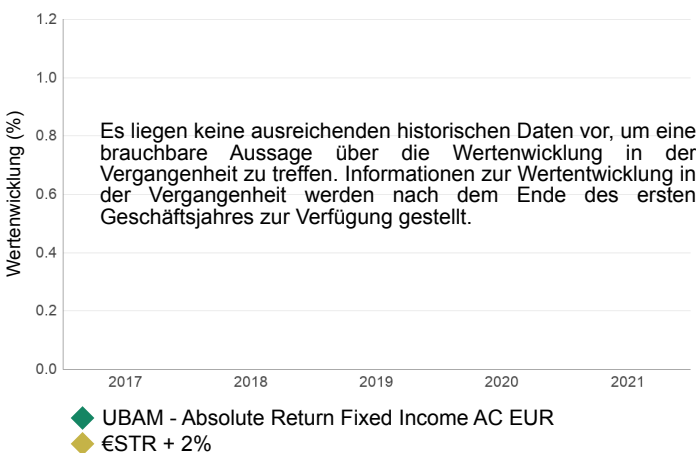 1.2
1.0
0.8
0.6
0.4
0.2
0.0
Wertenwicklung (%)
Es liegen keine ausreichenden historischen Daten vor, um eine
brauchbare Aussage über die Wertenwicklung in der
Vergangenheit zu treffen. Informationen zur Wertentwicklung in
der Vergangenheit werden nach dem Ende des ersten
Geschäftsjahres zur Verfügung gestellt.
2017 2018 2019 2020 2021
UBAM - Absolute Return Fixed Income AC EUR
€STR + 2%